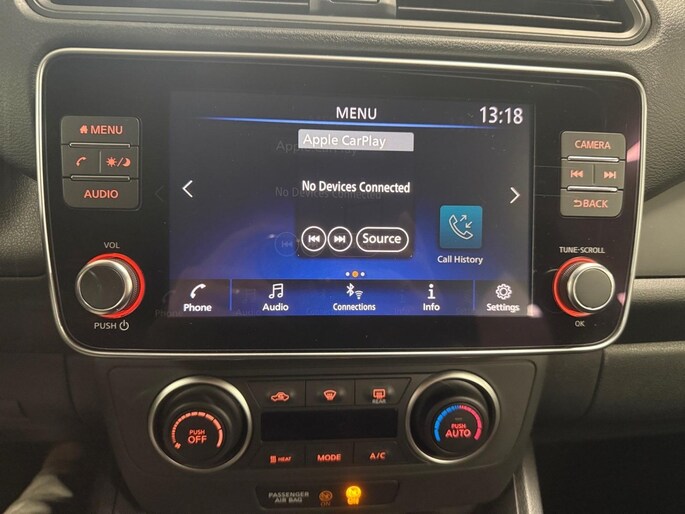 MENU 13:18
MENU
AUDIO
CAMERA
BACK
Apple CarPlay
No Devices Connected
Source
Call History
VOL
PUSH
TUNE-SCROLL
OK
Phone Audio Connections Info Settings
REAR
PUSH
OFF
PUSH
AUTO
HEAT MODE A/C
PASSENGER
AIR BAG
ON